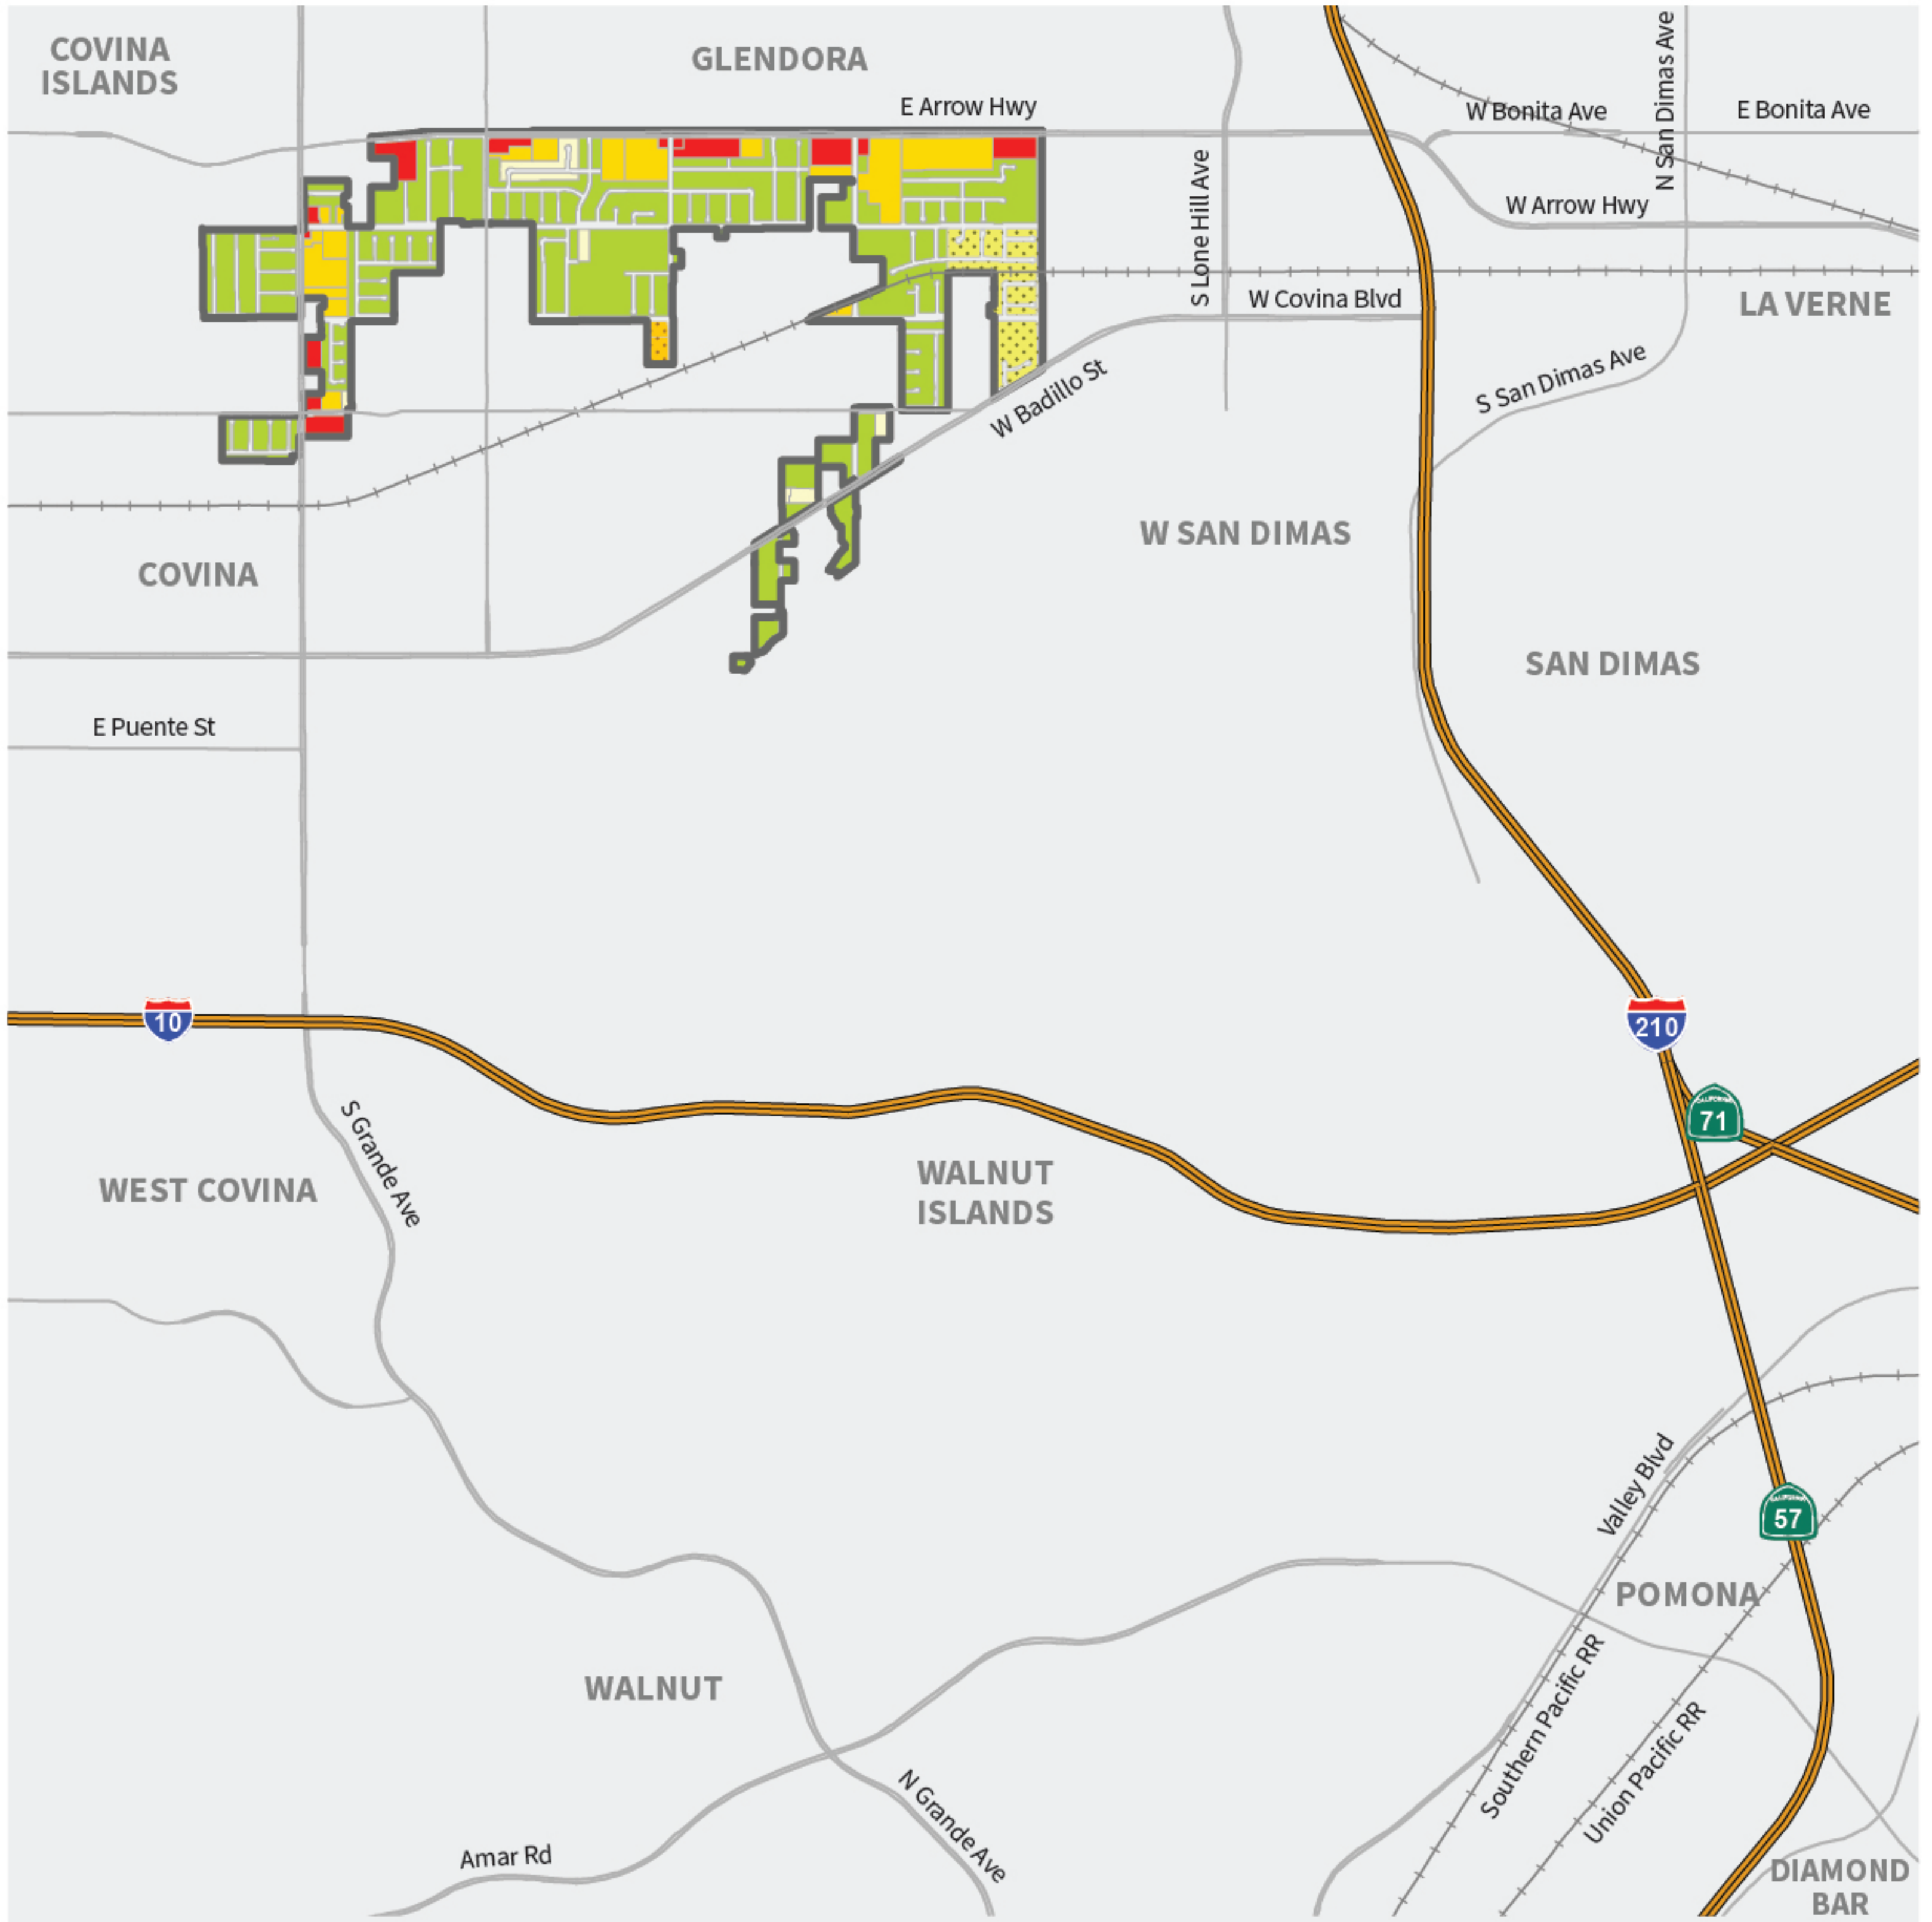 COVINA
ISLANDS
GLENDORA
E Arrow Hwy
W Bonita Ave
N San Dimas Ave
E Bonita Ave
S Lone Hill Ave
W Arrow Hwy
W Covina Blvd
LA VERNE
W Badillo St
S San Dimas Ave
W SAN DIMAS
COVINA
SAN DIMAS
E Puente St
10
210
CALIFORNIA
71
S Grande Ave
WEST COVINA
WALNUT
ISLANDS
Valley Blvd
CALIFORNIA
57
POMONA
WALNUT
Southern Pacific RR
Union Pacific RR
N Grande Ave
Amar Rd
DIAMOND
BAR